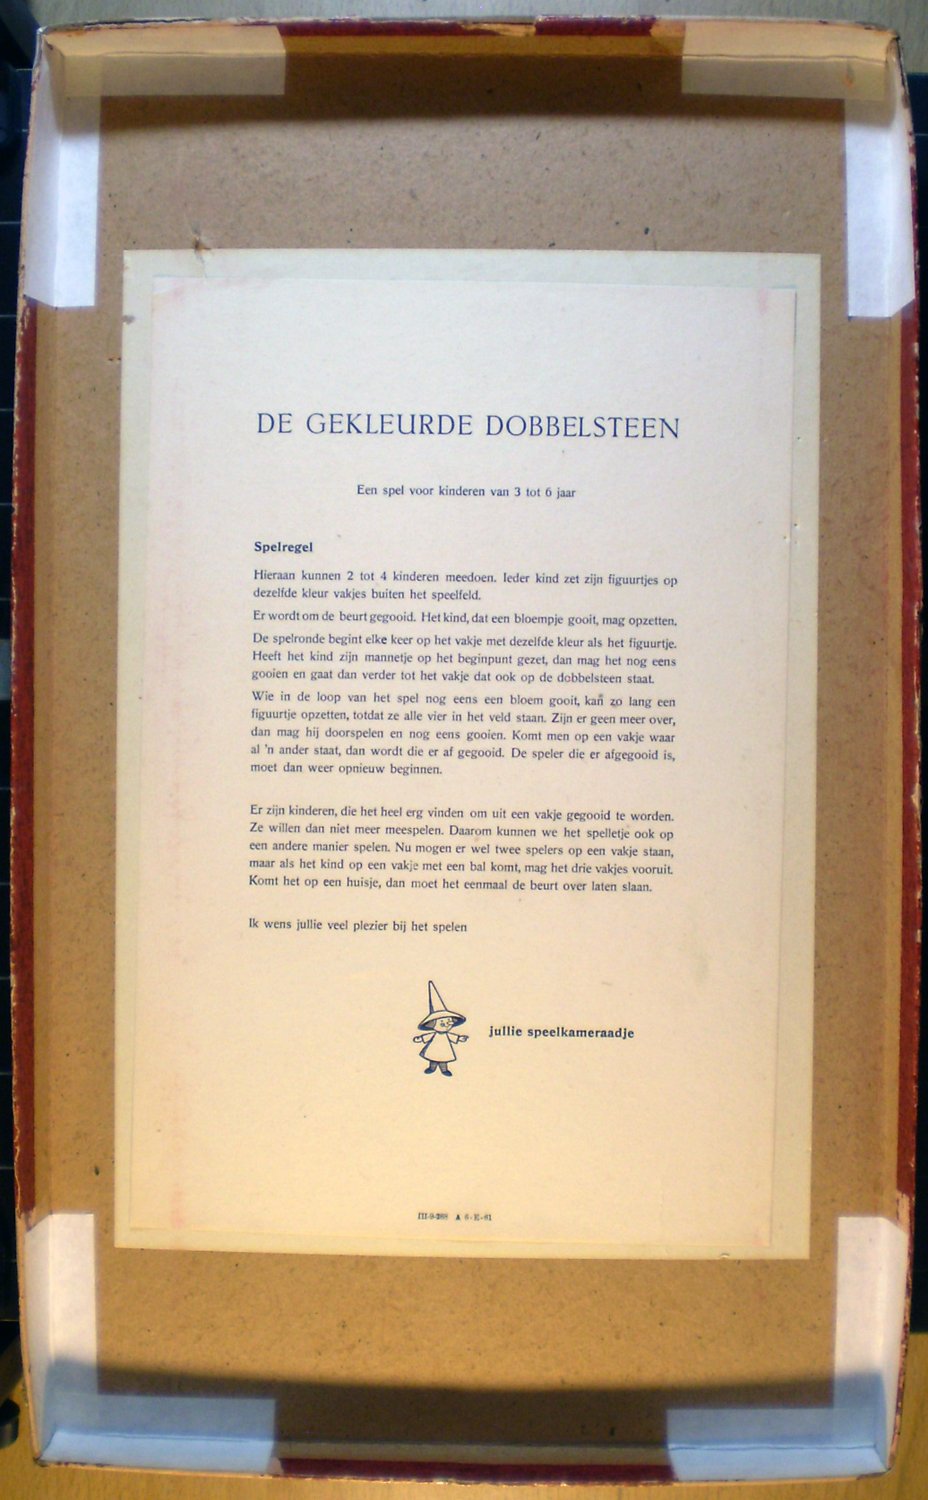 DE GEKLEURDE DOBBELSTEEN
Een spel voor kinderen van 3 tot 6 jaar
Spelregel
Hieraan kunnen 2 tot 4 kinderen meedoen. Ieder kind zet zijn figuurtjes op
dezelfde kleur vakjes buiten het speelfeld.
Er wordt om de beurt gegooid. Het kind, dat een bloempje gooit, mag opzetten.
De spelronde begint elke keer op het vakje met dezelfde kleur als het figuurtje.
Heeft het kind zijn mannetje op het beginpunt gezet, dan mag het nog eens
gooien en gaat dan verder tot het vakje dat ook op de dobbelsteen staat.
Wie in de loop van het spel nog eens een bloem gooit, kan zo lang een
figuurtje opzetten, totdat ze alle vier in het veld staan. Zijn er geen meer over,
dan mag hij doorspelen en nog eens gooien. Komt men op een vakje waar
al 'n ander staat, dan wordt die er af gegooid. De speler die er afgegooid is,
moet dan weer opnieuw beginnen.
Er zijn kinderen, die het heel erg vinden om uit een vakje gegooid te worden.
Ze willen dan niet meer meespelen. Daarom kunnen we het spelletje ook op
een andere manier spelen. Nu mogen er wel twee spelers op een vakje staan,
maar als het kind op een vakje met een bal komt, mag het drie vakjes vooruit.
Komt het op een huisje, dan moet het eenmaal de beurt over laten slaan.
Ik wens jullie veel plezier bij het spelen
jullie speelkameraadje
III-9-268 A 6-E-61